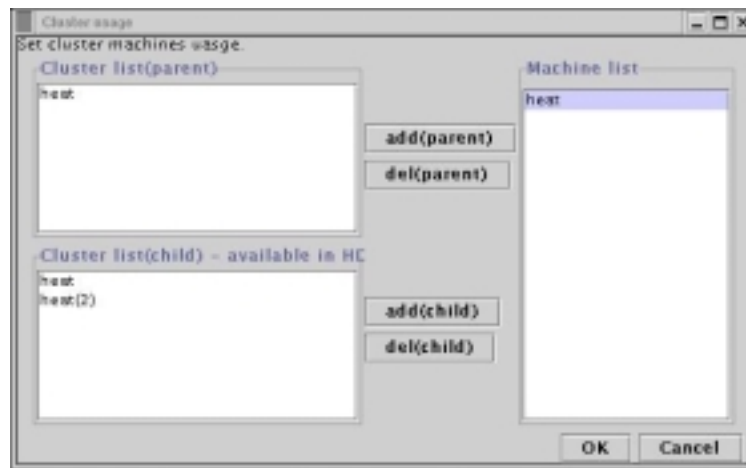 Cluster usage
Set cluster machines uasge.
Cluster list(parent)
heat
add(parent)
del(parent)
Machine list
heat
Cluster list(child) – available in HC
heat
heat(2)
add(child)
del(child)
OK
Cancel